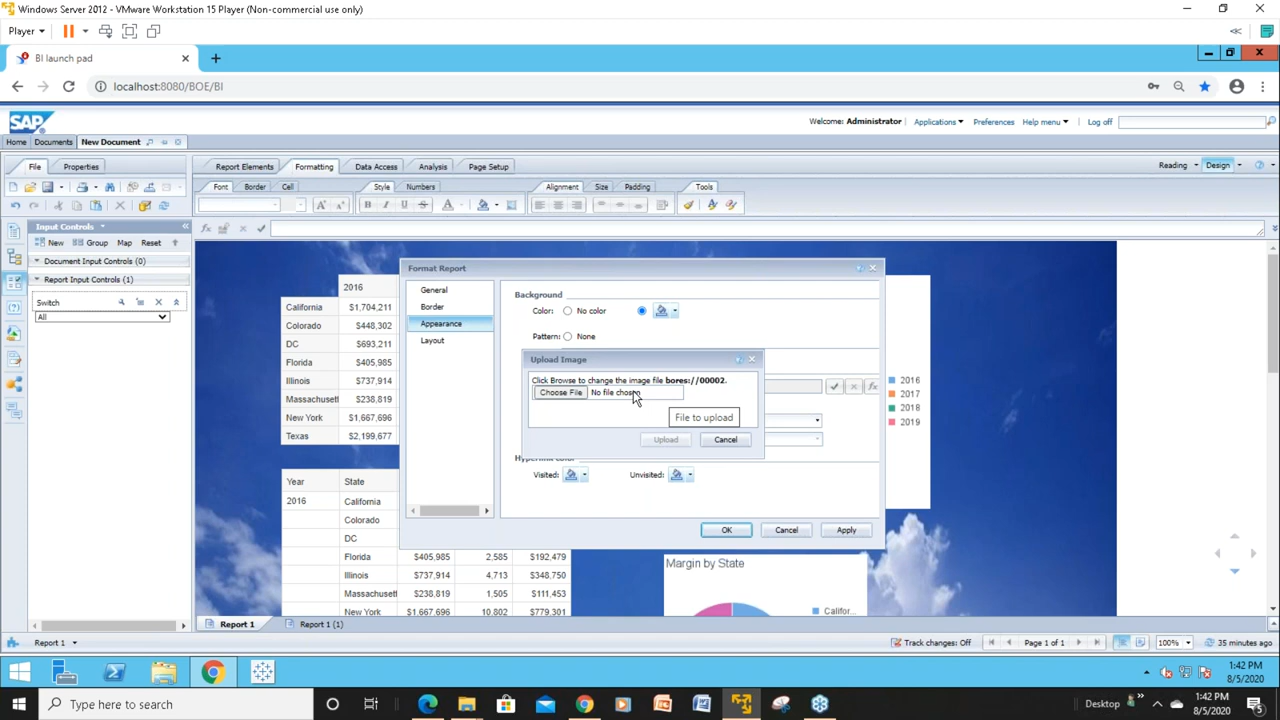 Windows Server 2012 - VMware Workstation 15 Player (Non-commercial use only)
Player
BI launch pad
localhost:8080/BOE/BI
SAP
Welcome: Administrator Applications Preferences Help menu Log off
Home Documents New Document
File Properties Report Elements Formatting Data Access Analysis Page Setup Reading Design
Font Border Cell Style Numbers Alignment Size Padding Tools
Input Controls
New Group Map Reset
Document Input Controls (0)
Report Input Controls (1)
Switch
All
2016
California $1,704,211
Colorado $448,302
DC $693,211
Florida $405,985
Illinois $737,914
Massachuset $238,819
New York $1,667,696
Texas $2,199,677
Year State
2016 California
Colorado
DC
Florida $405,985 2,585 $192,479
Illinois $737,914 4,713 $348,750
Massachuset $238,819 1,505 $111,453
New York $1,667,696 10,802 $779,301
Format Report
General
Border
Appearance
Layout
Background
Color: No color
Pattern: None
Upload Image
Click Browse to change the image file bores://00002.
Choose File No file chosen
File to upload
Upload Cancel
Visited: Unvisited:
OK Cancel Apply
2016
2017
2018
2019
Margin by State
Califor...
Report 1 Report 1 (1)
Report 1 Track changes: Off Page 1 of 1 100% 35 minutes ago
1:42 PM
8/5/2020
Type here to search
Desktop
1:42 PM
8/5/2020